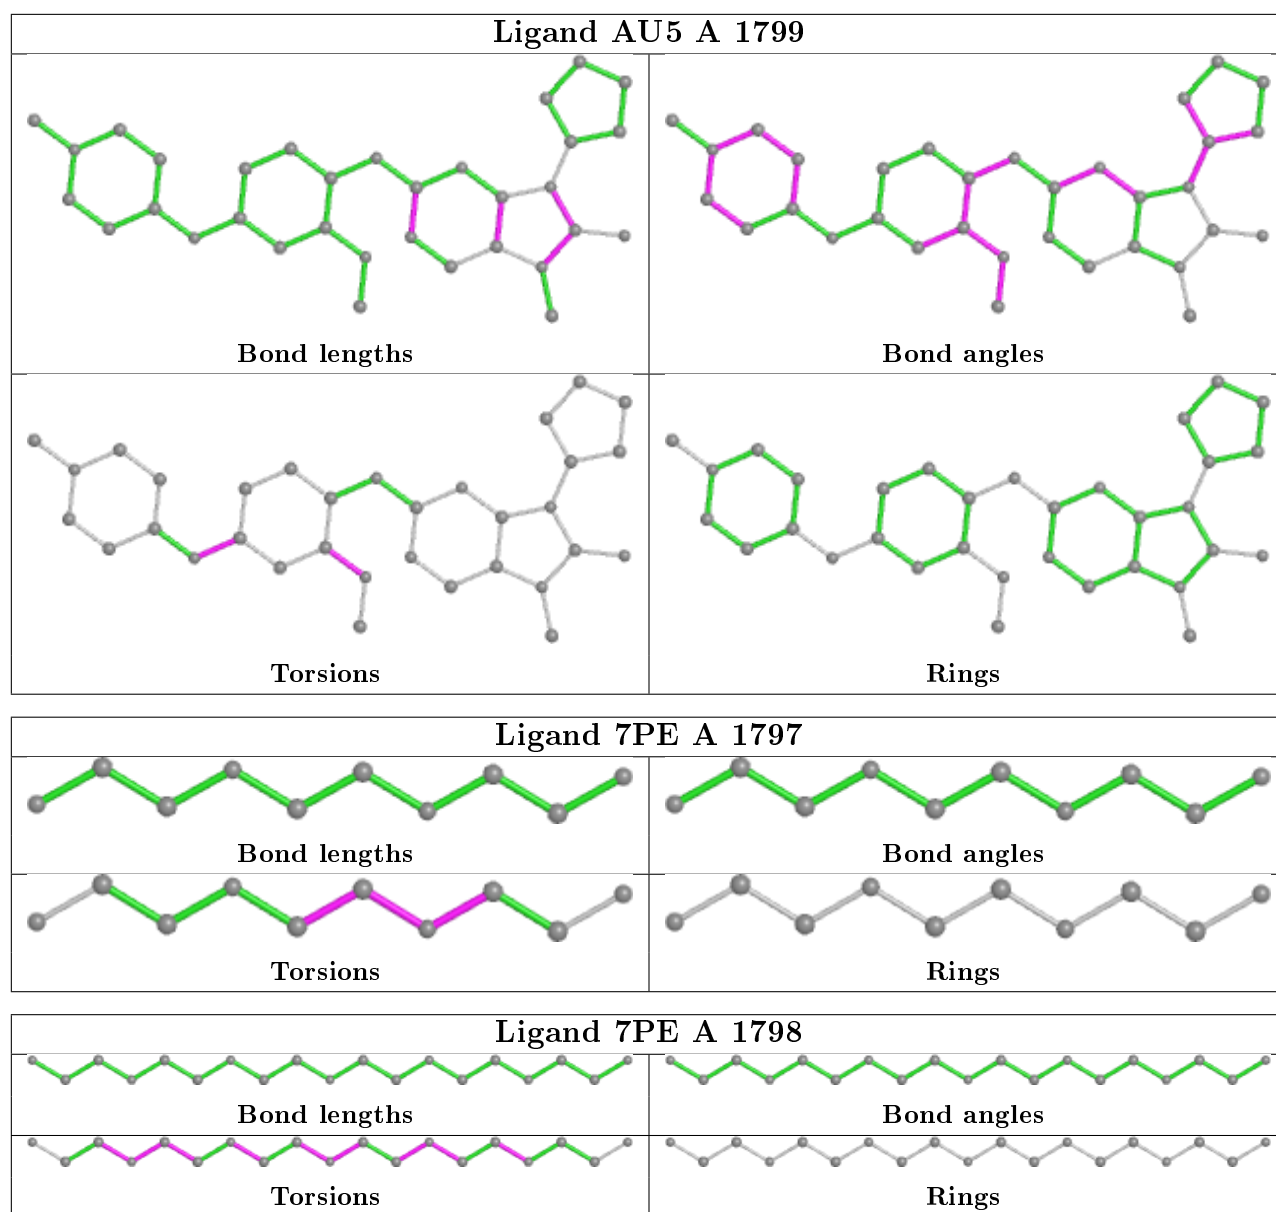 Ligand AU5 A 1799
Bond lengths
Bond angles
Torsions
Rings
Ligand 7PE A 1797
Bond lengths
Bond angles
Torsions
Rings
Ligand 7PE A 1798
Bond lengths
Bond angles
Torsions
Rings